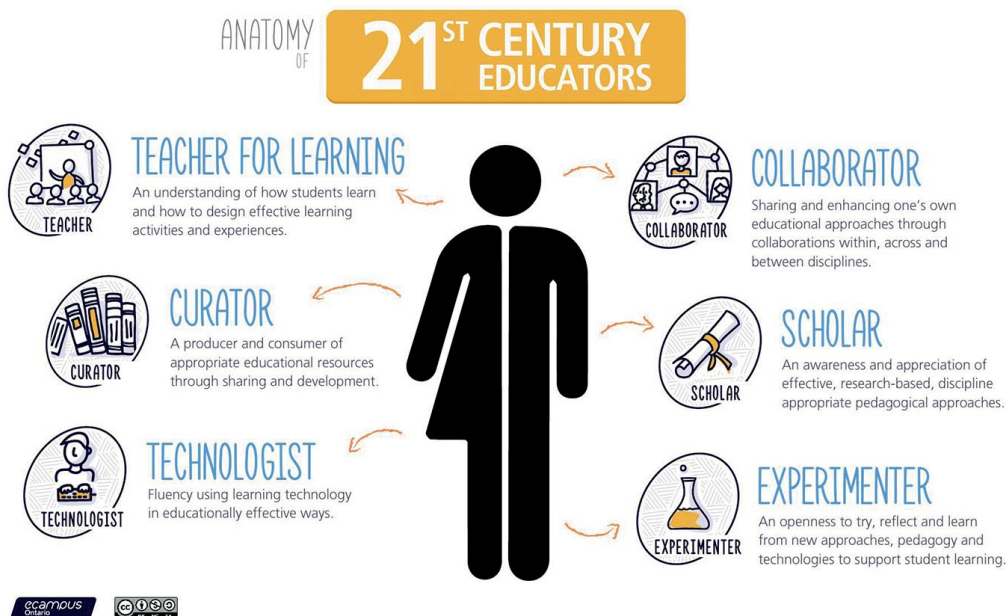 ANATOMY
OF
21ST CENTURY
EDUCATORS
TEACHER
TEACHER FOR LEARNING
An understanding of how students learn
and how to design effective learning
activities and experiences.
CURATOR
CURATOR
A producer and consumer of
appropriate educational resources
through sharing and development.
TECHNOLOGIST
TECHNOLOGIST
Fluency using learning technology
in educationally effective ways.
COLLABORATOR
COLLABORATOR
Sharing and enhancing one's own
educational approaches through
collaborations within, across and
between disciplines.
SCHOLAR
SCHOLAR
An awareness and appreciation of
effective, research-based, discipline
appropriate pedagogical approaches.
EXPERIMENTER
EXPERIMENTER
An openness to try, reflect and learn
from new approaches, pedagogy and
technologies to support student learning.
ecampus
Ontario
cc